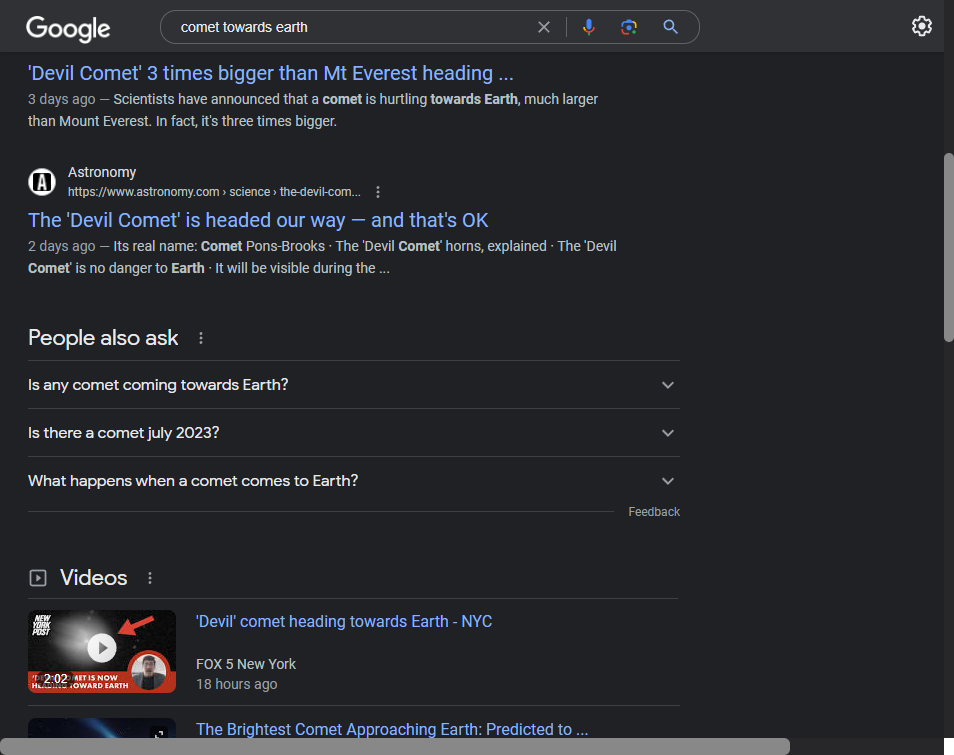 Google
comet towards earth
'Devil Comet' 3 times bigger than Mt Everest heading ...
3 days ago — Scientists have announced that a comet is hurtling towards Earth, much larger
than Mount Everest. In fact, it's three times bigger.
A
Astronomy
https://www.astronomy.com › science › the-devil-com...
The 'Devil Comet' is headed our way — and that's OK
2 days ago — Its real name: Comet Pons-Brooks · The 'Devil Comet' horns, explained · The 'Devil
Comet' is no danger to Earth · It will be visible during the ...
People also ask
Is any comet coming towards Earth?
Is there a comet july 2023?
What happens when a comet comes to Earth?
Feedback
Videos
NEW
YORK
POST
2:02
HEADING TOWARD EARTH
'Devil' comet heading towards Earth - NYC
FOX 5 New York
18 hours ago
The Brightest Comet Approaching Earth: Predicted to ...